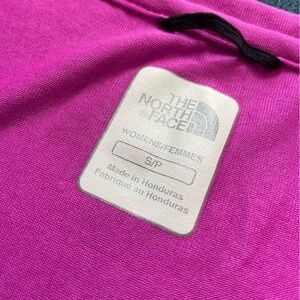 THE
NORTH
FACE
WOMENS/FEMMES
S/P
Made in Honduras
Fabriqué au Honduras